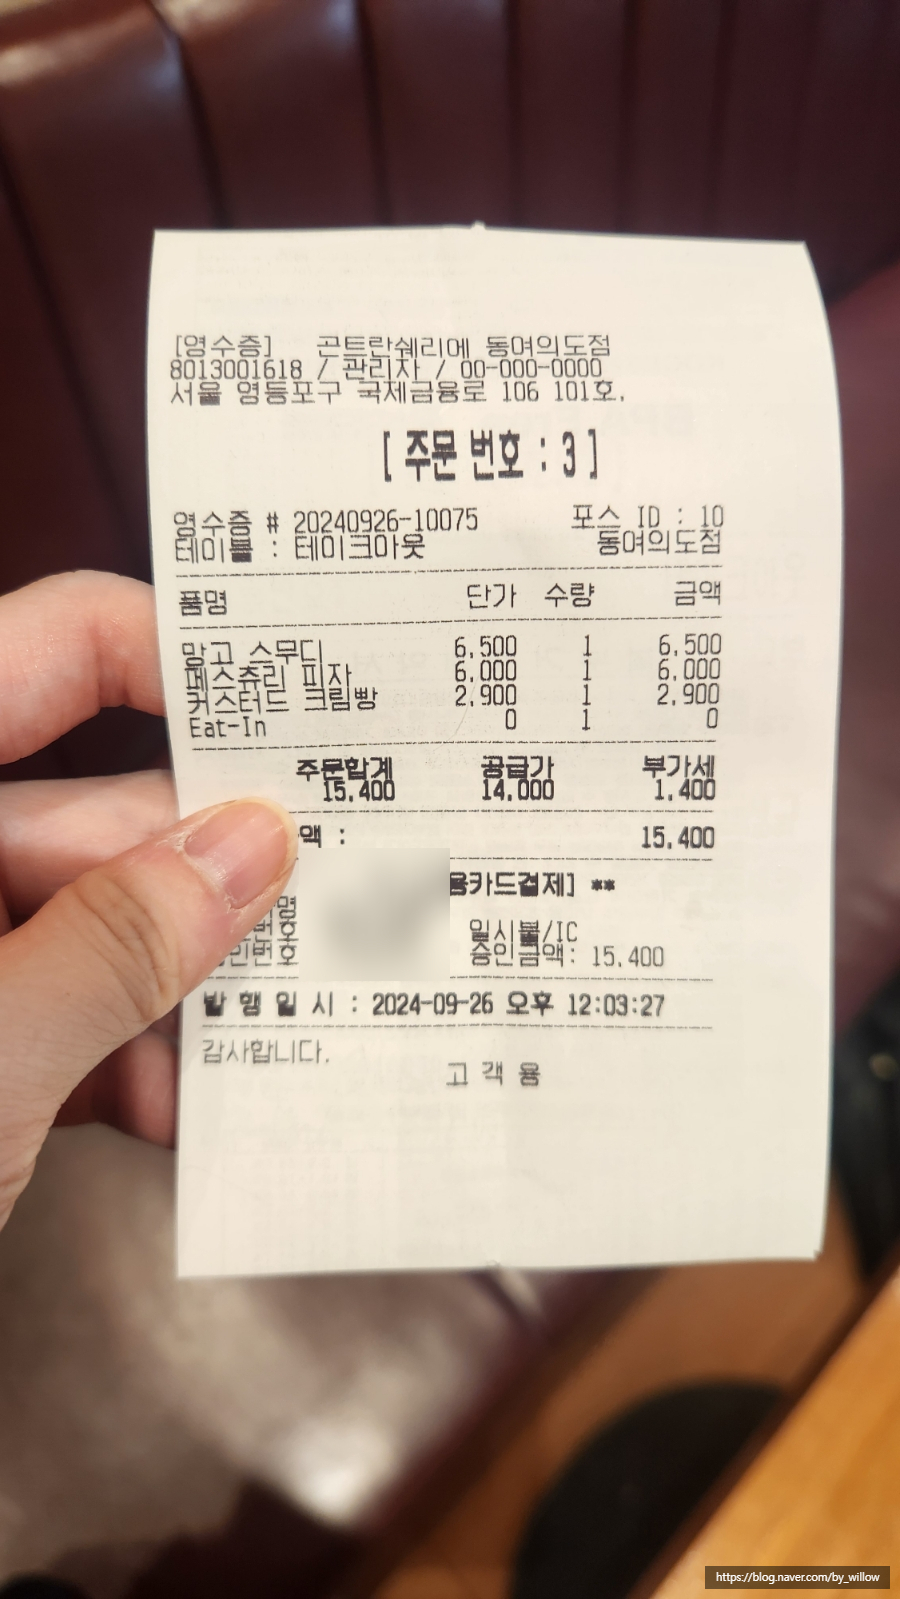 [영수증] 곤트란쉐리에 동여의도점
8013001618 / 관리자 / 00-000-0000
서울 영등포구 국제금융로 106 101호.
[ 주문 번호 : 3 ]
영수증 # 20240926-10075 포스 ID : 10
테이블 : 테이크아웃 동여의도점
품명 단가 수량 금액
망고 스무디 6,500 1 6,500
페스츄리 피자 6,000 1 6,000
커스터드 크림빵 2,900 1 2,900
Eat-In 0 1 0
주문합계 공급가 부가세
15,400 14,000 1,400
액 : 15,400
용카드결제] **
명
번호 일시불/IC
인번호 승인금액: 15,400
발 행 일 시 : 2024-09-26 오후 12:03:27
감사합니다.
고 객 용
https://blog.naver.com/by_willow